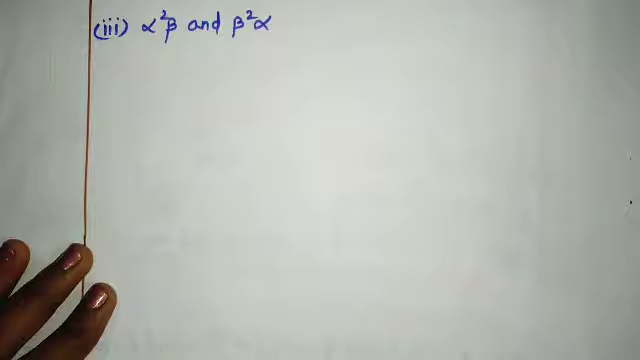 (iii) α²β and β²α